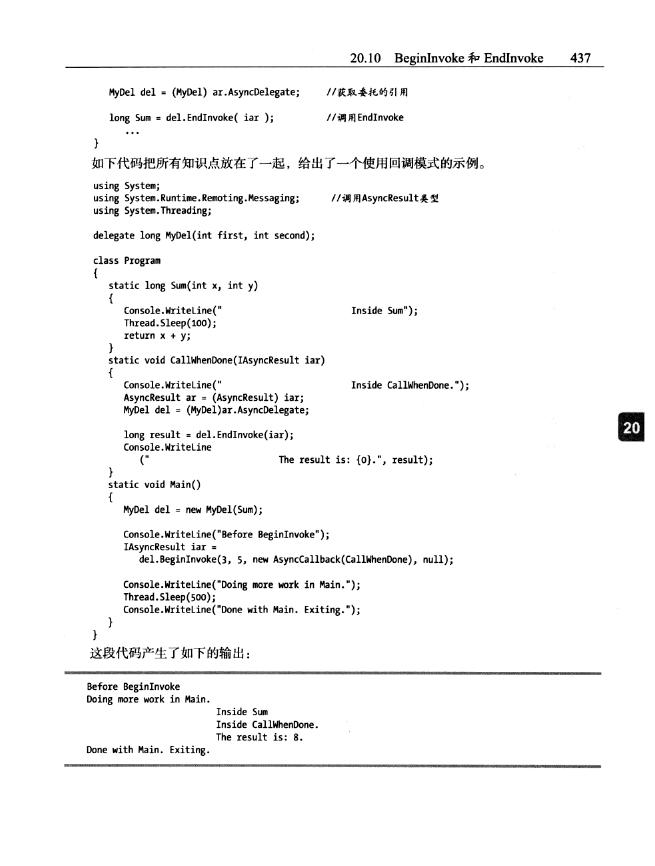 20.10 BeginInvoke 和 EndInvoke 437
MyDel del = (MyDel) ar.AsyncDelegate; //获取委托的引用
long Sum = del.EndInvoke( iar ); //调用EndInvoke
...
}
如下代码把所有知识点放在了一起，给出了一个使用回调模式的示例。
using System;
using System.Runtime.Remoting.Messaging; //调用AsyncResult类型
using System.Threading;
delegate long MyDel(int first, int second);
class Program
{
static long Sum(int x, int y)
{
Console.WriteLine(" Inside Sum");
Thread.Sleep(100);
return x + y;
}
static void CallWhenDone(IAsyncResult iar)
{
Console.WriteLine(" Inside CallWhenDone.");
AsyncResult ar = (AsyncResult) iar;
MyDel del = (MyDel)ar.AsyncDelegate;
long result = del.EndInvoke(iar);
Console.WriteLine
(" The result is: {0}.", result);
}
static void Main()
{
MyDel del = new MyDel(Sum);
Console.WriteLine("Before BeginInvoke");
IAsyncResult iar =
del.BeginInvoke(3, 5, new AsyncCallback(CallWhenDone), null);
Console.WriteLine("Doing more work in Main.");
Thread.Sleep(500);
Console.WriteLine("Done with Main. Exiting.");
}
}
20
这段代码产生了如下的输出：
Before BeginInvoke
Doing more work in Main.
Inside Sum
Inside CallWhenDone.
The result is: 8.
Done with Main. Exiting.